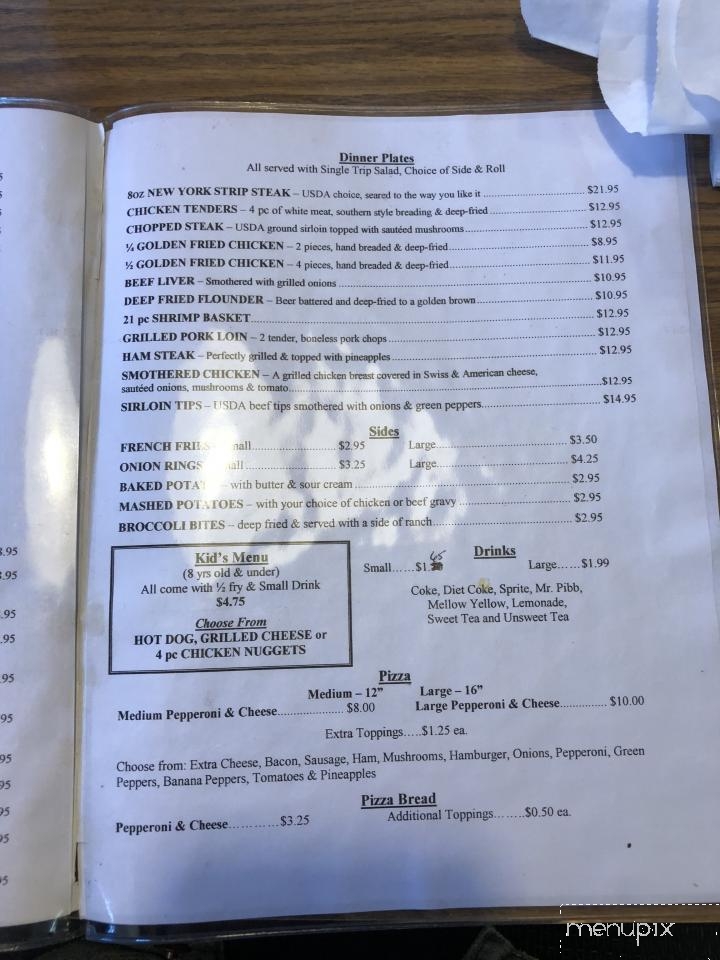 Dinner Plates
All served with Single Trip Salad, Choice of Side & Roll
8oz NEW YORK STRIP STEAK – USDA choice, seared to the way you like it ........ $21.95
CHICKEN TENDERS – 4 pc of white meat, southern style breading & deep-fried ........ $12.95
CHOPPED STEAK – USDA ground sirloin topped with sautéed mushrooms ........ $12.95
¼ GOLDEN FRIED CHICKEN – 2 pieces, hand breaded & deep-fried ........ $8.95
½ GOLDEN FRIED CHICKEN – 4 pieces, hand breaded & deep-fried ........ $11.95
BEEF LIVER – Smothered with grilled onions ........ $10.95
DEEP FRIED FLOUNDER – Beer battered and deep-fried to a golden brown ........ $10.95
21 pc SHRIMP BASKET ........ $12.95
GRILLED PORK LOIN – 2 tender, boneless pork chops ........ $12.95
HAM STEAK – Perfectly grilled & topped with pineapples ........ $12.95
SMOTHERED CHICKEN – A grilled chicken breast covered in Swiss & American cheese,
sautéed onions, mushrooms & tomato ........ $12.95
SIRLOIN TIPS – USDA beef tips smothered with onions & green peppers ........ $14.95
Sides
FRENCH FRIES small ........ $2.95 Large ........ $3.50
ONION RINGS small ........ $3.25 Large ........ $4.25
BAKED POTA – with butter & sour cream ........ $2.95
MASHED POTATOES – with your choice of chicken or beef gravy ........ $2.95
BROCCOLI BITES – deep fried & served with a side of ranch ........ $2.95
Kid's Menu
(8 yrs old & under)
All come with ½ fry & Small Drink
$4.75
Choose From
HOT DOG, GRILLED CHEESE or
4 pc CHICKEN NUGGETS
Drinks
Small......$1.65 Large......$1.99
Coke, Diet Coke, Sprite, Mr. Pibb,
Mellow Yellow, Lemonade,
Sweet Tea and Unsweet Tea
Pizza
Medium – 12" Large – 16"
Medium Pepperoni & Cheese ........ $8.00 Large Pepperoni & Cheese ........ $10.00
Extra Toppings.....$1.25 ea.
Choose from: Extra Cheese, Bacon, Sausage, Ham, Mushrooms, Hamburger, Onions, Pepperoni, Green
Peppers, Banana Peppers, Tomatoes & Pineapples
Pizza Bread
Pepperoni & Cheese............$3.25 Additional Toppings........$0.50 ea.
menupix